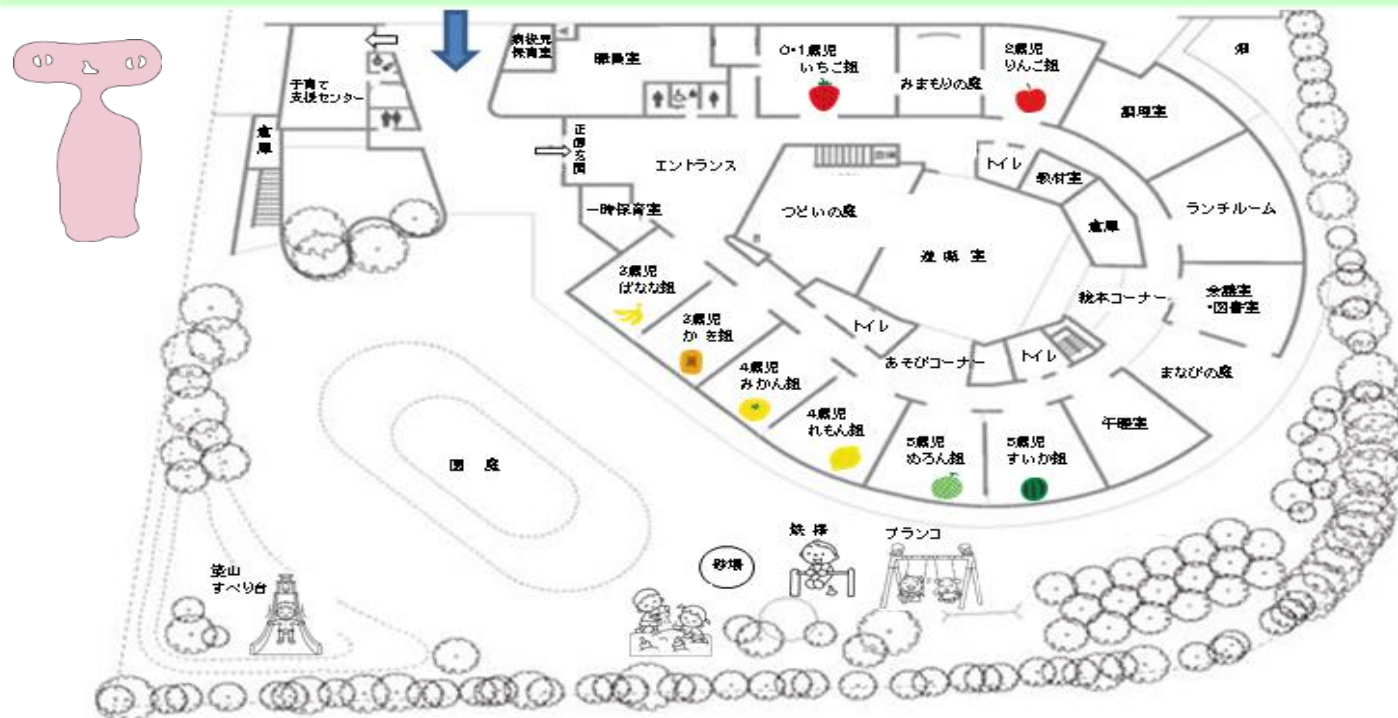 子育て
支援センター
倉庫
保育室
職員室
0・1歳児
いちご組
みまもりの庭
2歳児
りんご組
畑
調理室
正面玄関
エントランス
一時保育室
つどいの庭
トイレ
教材室
倉庫
ランチルーム
遊戯室
絵本コーナー
会議室
・図書室
3歳児
ばなな組
3歳児
かき組
トイレ
あそびコーナー
トイレ
まなびの庭
4歳児
みかん組
4歳児
れもん組
5歳児
めろん組
5歳児
すいか組
午睡室
園庭
築山
すべり台
砂場
鉄棒
ブランコ